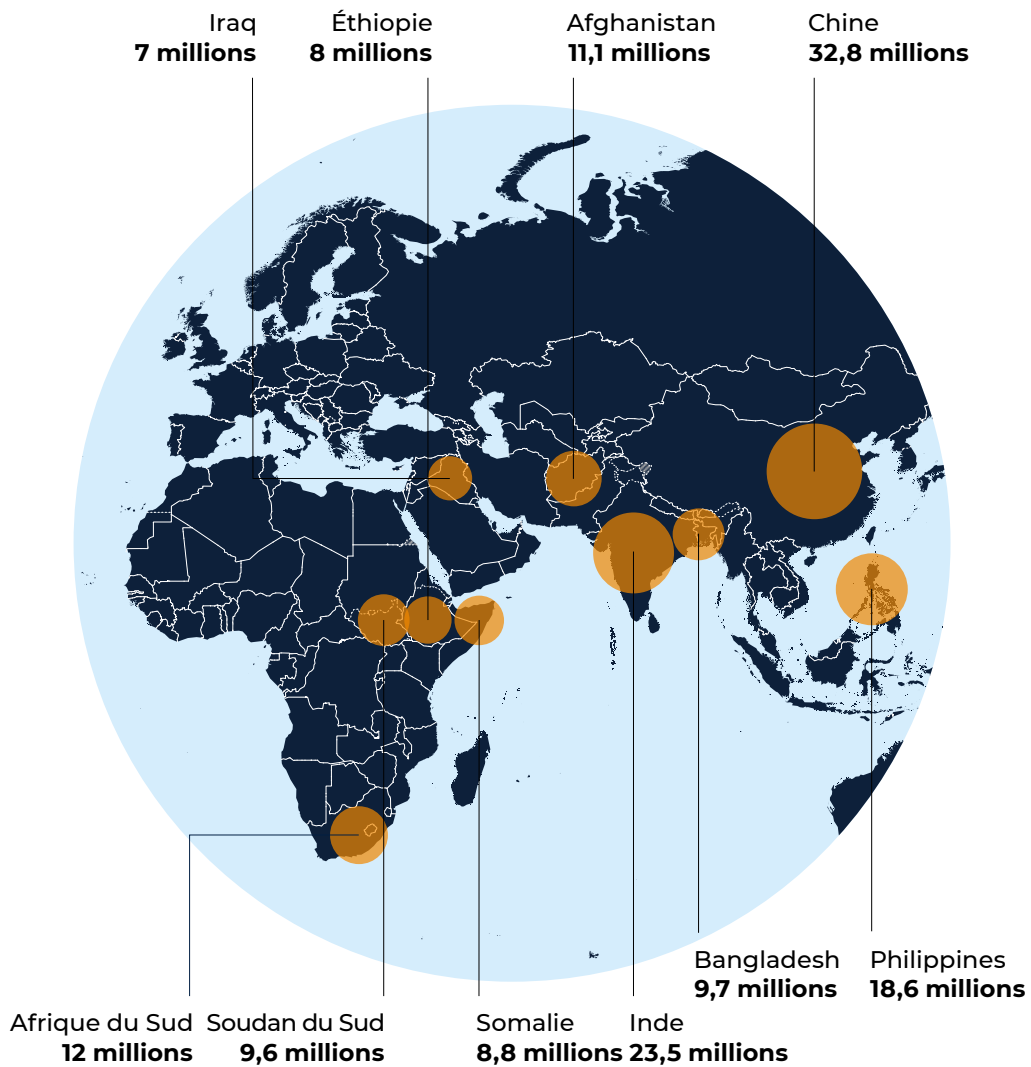 Iraq
7 millions
Éthiopie
8 millions
Afghanistan
11,1 millions
Chine
32,8 millions
Bangladesh
9,7 millions
Philippines
18,6 millions
Afrique du Sud
12 millions
Soudan du Sud
9,6 millions
Somalie
8,8 millions
Inde
23,5 millions